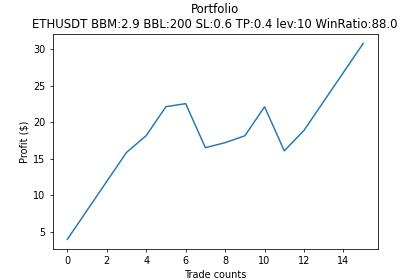 Portfolio
ETHUSDT BBM:2.9 BBL:200 SL:0.6 TP:0.4 lev:10 WinRatio:88.0
30
25
20
15
10
5
Profit ($)
0 2 4 6 8 10 12 14
Trade counts